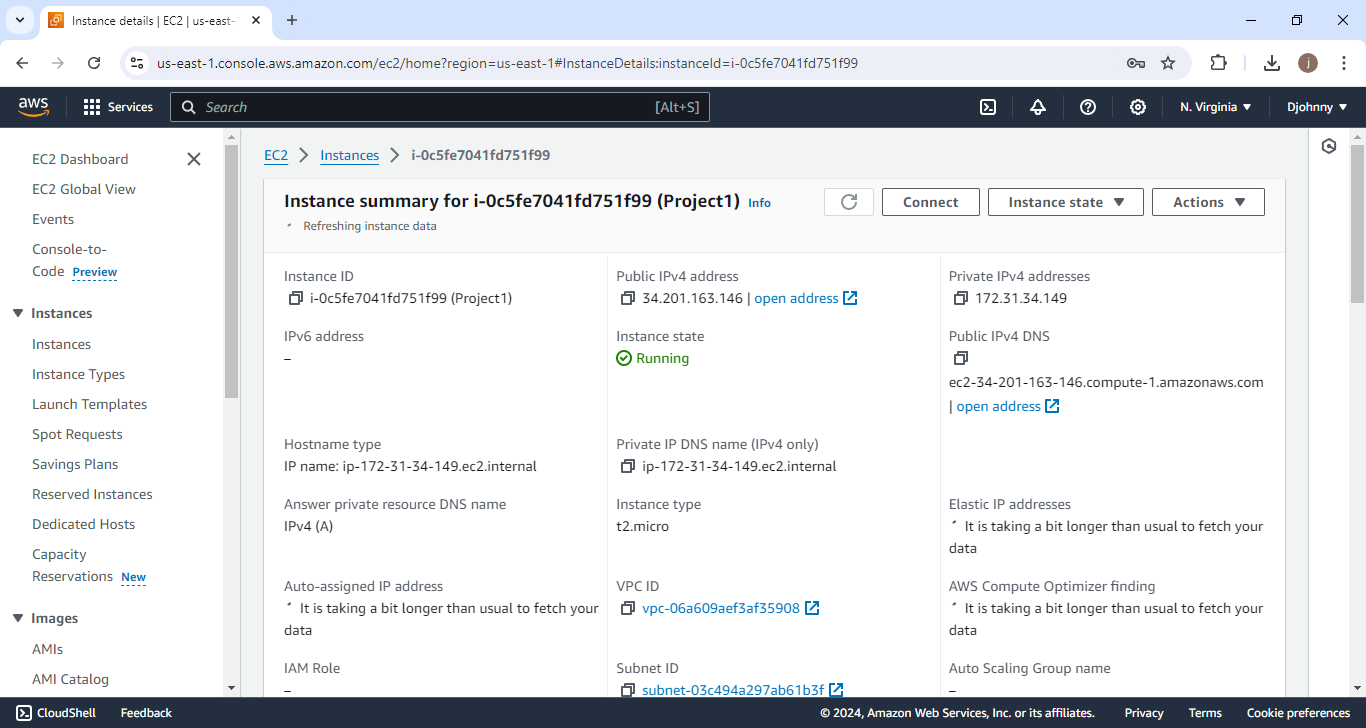 Instance details | EC2 | us-east-
us-east-1.console.aws.amazon.com/ec2/home?region=us-east-1#InstanceDetails:instanceId=i-0c5fe7041fd751f99
j
aws
Services
Search
[Alt+S]
N. Virginia
Djohnny
EC2 Dashboard
EC2 Global View
Events
Console-to-
Code Preview
Instances
Instances
Instance Types
Launch Templates
Spot Requests
Savings Plans
Reserved Instances
Dedicated Hosts
Capacity
Reservations New
Images
AMIs
AMI Catalog
EC2
Instances
i-0c5fe7041fd751f99
Instance summary for i-0c5fe7041fd751f99 (Project1) Info
Refreshing instance data
Connect
Instance state
Actions
Instance ID
i-0c5fe7041fd751f99 (Project1)
Public IPv4 address
34.201.163.146 | open address
Private IPv4 addresses
172.31.34.149
IPv6 address
–
Instance state
Running
Public IPv4 DNS
ec2-34-201-163-146.compute-1.amazonaws.com
| open address
Hostname type
IP name: ip-172-31-34-149.ec2.internal
Private IP DNS name (IPv4 only)
ip-172-31-34-149.ec2.internal
Answer private resource DNS name
IPv4 (A)
Instance type
t2.micro
Elastic IP addresses
It is taking a bit longer than usual to fetch your
data
Auto-assigned IP address
It is taking a bit longer than usual to fetch your
data
VPC ID
vpc-06a609aef3af35908
AWS Compute Optimizer finding
It is taking a bit longer than usual to fetch your
data
IAM Role
–
Subnet ID
subnet-03c494a297ab61b3f
Auto Scaling Group name
–
CloudShell
Feedback
© 2024, Amazon Web Services, Inc. or its affiliates.
Privacy
Terms
Cookie preferences